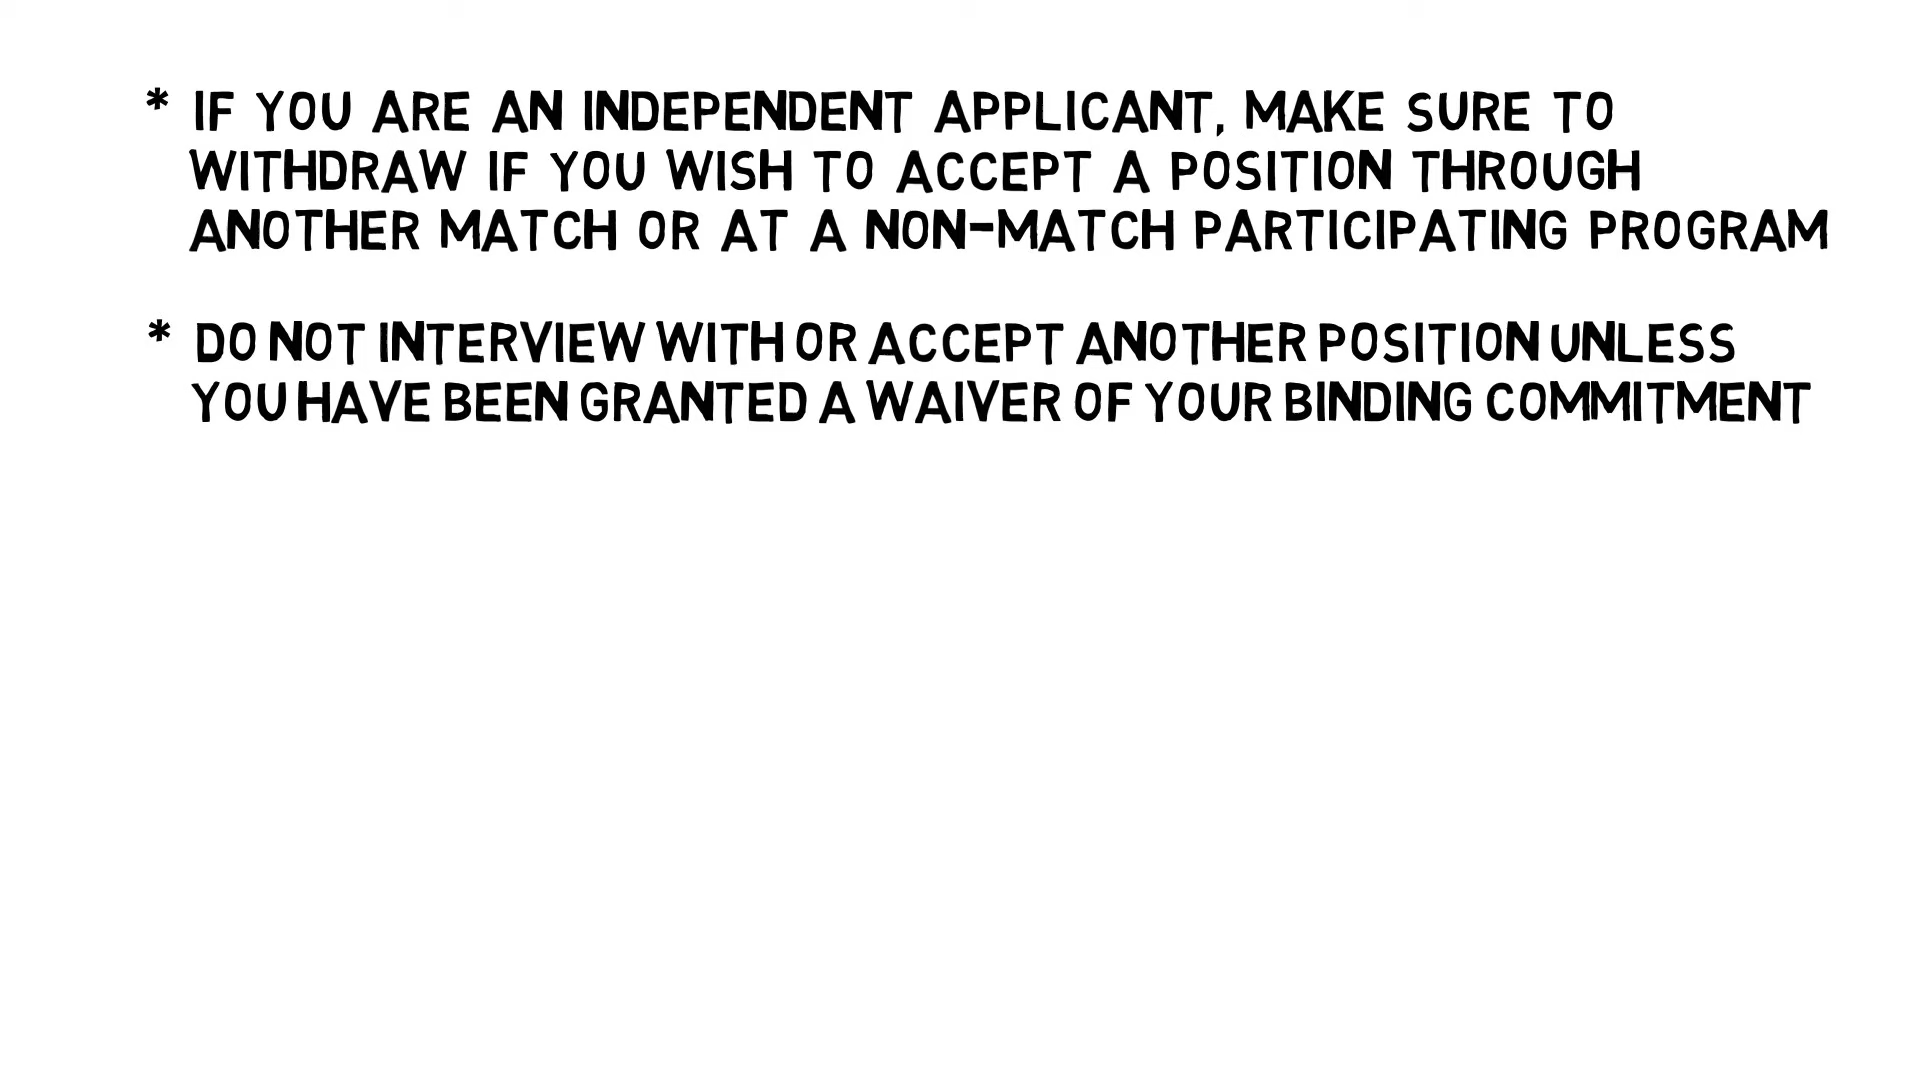 * IF YOU ARE AN INDEPENDENT APPLICANT, MAKE SURE TO
WITHDRAW IF YOU WISH TO ACCEPT A POSITION THROUGH
ANOTHER MATCH OR AT A NON-MATCH PARTICIPATING PROGRAM
* DO NOT INTERVIEW WITH OR ACCEPT ANOTHER POSITION UNLESS
YOU HAVE BEEN GRANTED A WAIVER OF YOUR BINDING COMMITMENT